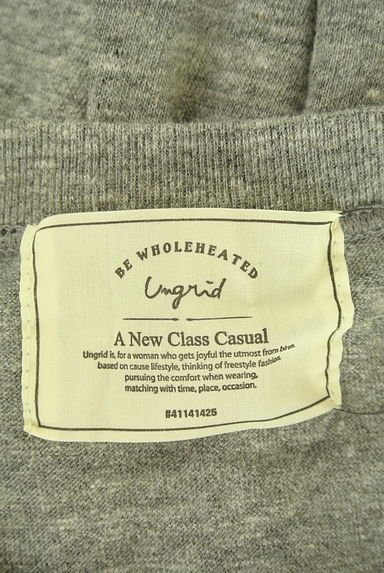 BE WHOLEHEATED
Ungrid
A New Class Casual
Ungrid is, for a woman who gets joyful the utmost from birth,
based on cause lifestyle, thinking of freestyle fashion,
pursuing the comfort when wearing,
matching with time, place, occasion.
#41141425